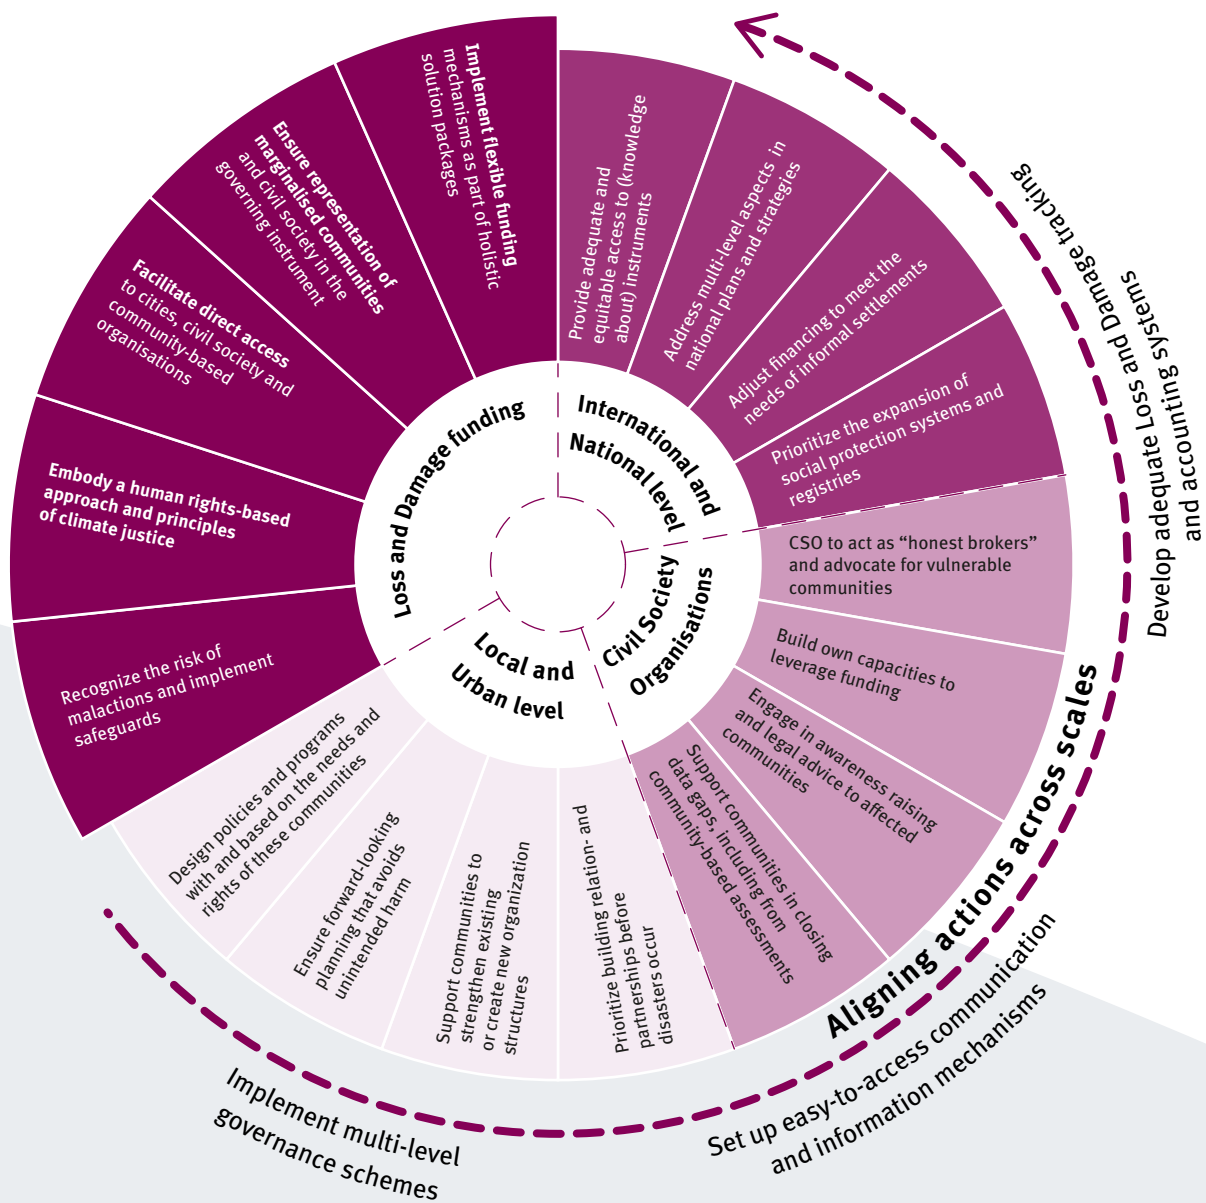 Implement flexible funding
mechanisms as part of holistic
solution packages
Ensure representation of
marginalised communities
and civil society in the
governing instrument
Facilitate direct access
to cities, civil society and
community-based
organisations
Embody a human rights-based
approach and principles
of climate justice
Recognize the risk of
malactions and implement
safeguards
Loss and Damage funding
Provide adequate and
equitable access to (knowledge
about) instruments
Address multi-level aspects in
national plans and strategies
Adjust financing to meet the
needs of informal settlements
Prioritize the expansion of
social protection systems and
registries
International and
National level
CSO to act as “honest brokers”
and advocate for vulnerable
communities
Build own capacities to
leverage funding
Engage in awareness raising
and legal advice to affected
communities
Support communities in closing
data gaps, including from
community-based assessments
Civil Society
Organisations
Prioritize building relation- and
partnerships before
disasters occur
Support communities to
strengthen existing
or create new organization
structures
Ensure forward-looking
planning that avoids
unintended harm
Design policies and programs
with and based on the needs and
rights of these communities
Local and
Urban level
Develop adequate Loss and Damage tracking
and accounting systems
Aligning actions across scales
Set up easy-to-access communication
and information mechanisms
Implement multi-level
governance schemes